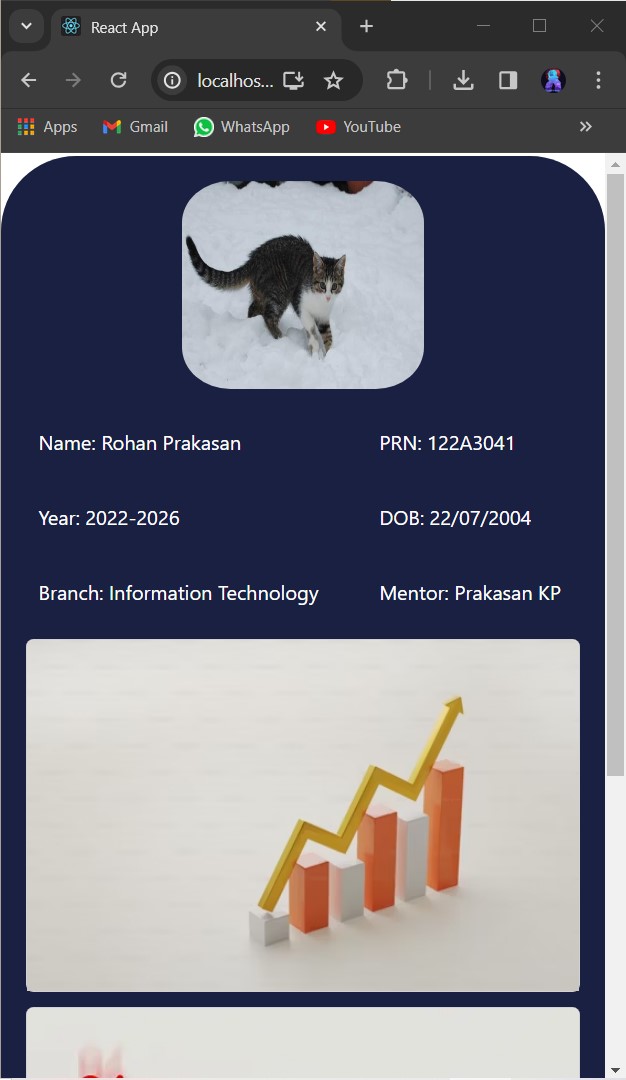 React App
localhos...
Apps Gmail WhatsApp YouTube
Name: Rohan Prakasan PRN: 122A3041
Year: 2022-2026 DOB: 22/07/2004
Branch: Information Technology Mentor: Prakasan KP